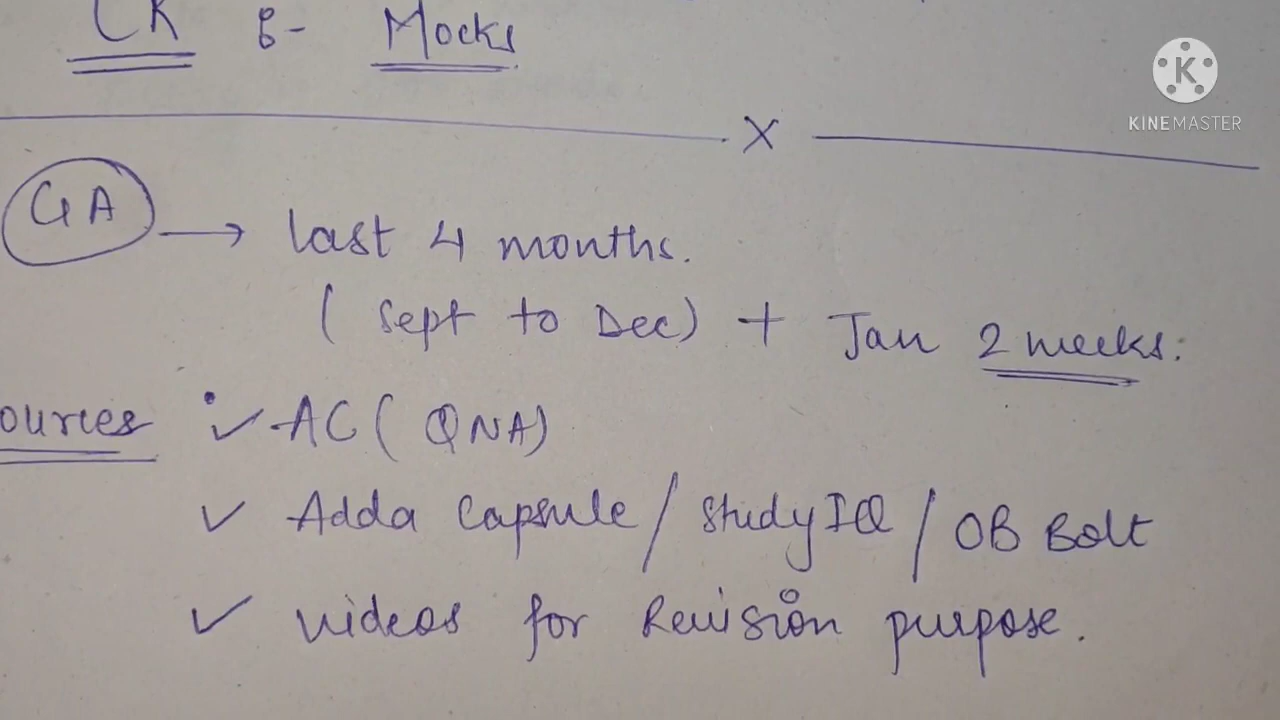 CR :- Mocks
K
KINEMASTER
X
GA → last 4 months.
(Sept to Dec) + Jan 2 weeks.
ources ✓ AC (QNA)
✓ Adda Capsule / StudyIQ / OB Bolt
✓ videos for Revision purpose.